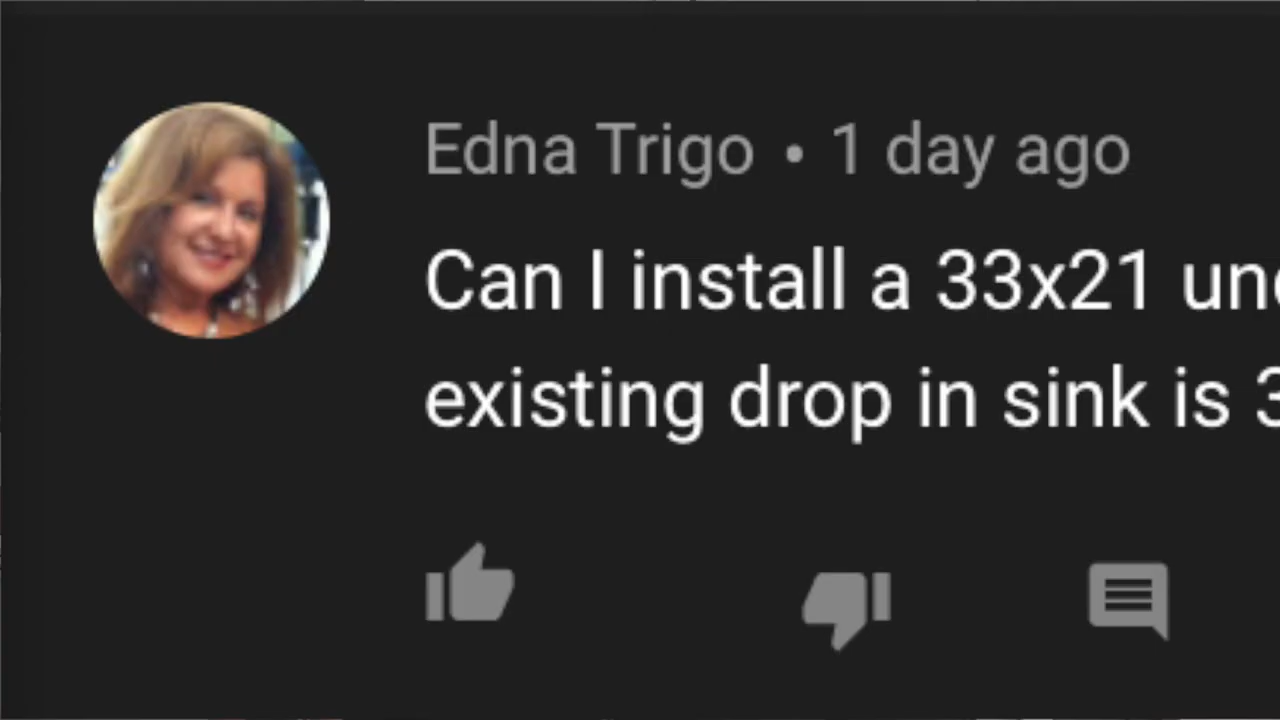 Edna Trigo • 1 day ago
Can I install a 33x21
existing drop in sink is